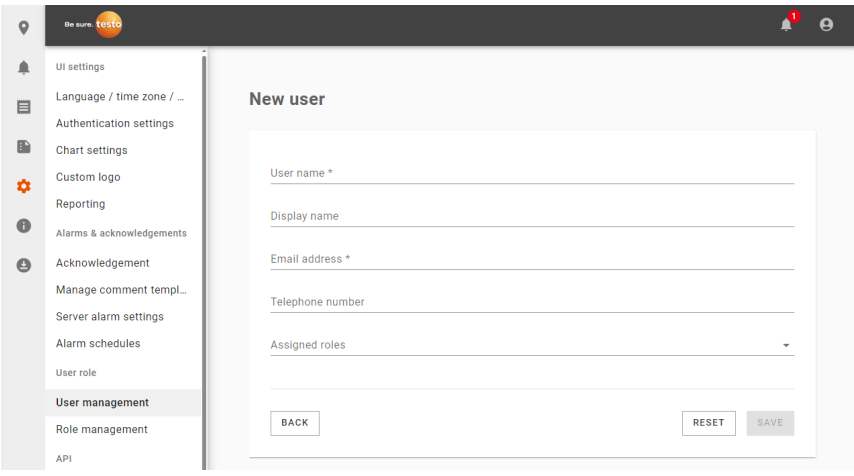 Be sure. testo
1
UI settings
Language / time zone / ...
Authentication settings
Chart settings
Custom logo
Reporting
Alarms & acknowledgements
Acknowledgement
Manage comment templ...
Server alarm settings
Alarm schedules
User role
User management
Role management
API
New user
User name *
Display name
Email address *
Telephone number
Assigned roles
BACK
RESET
SAVE